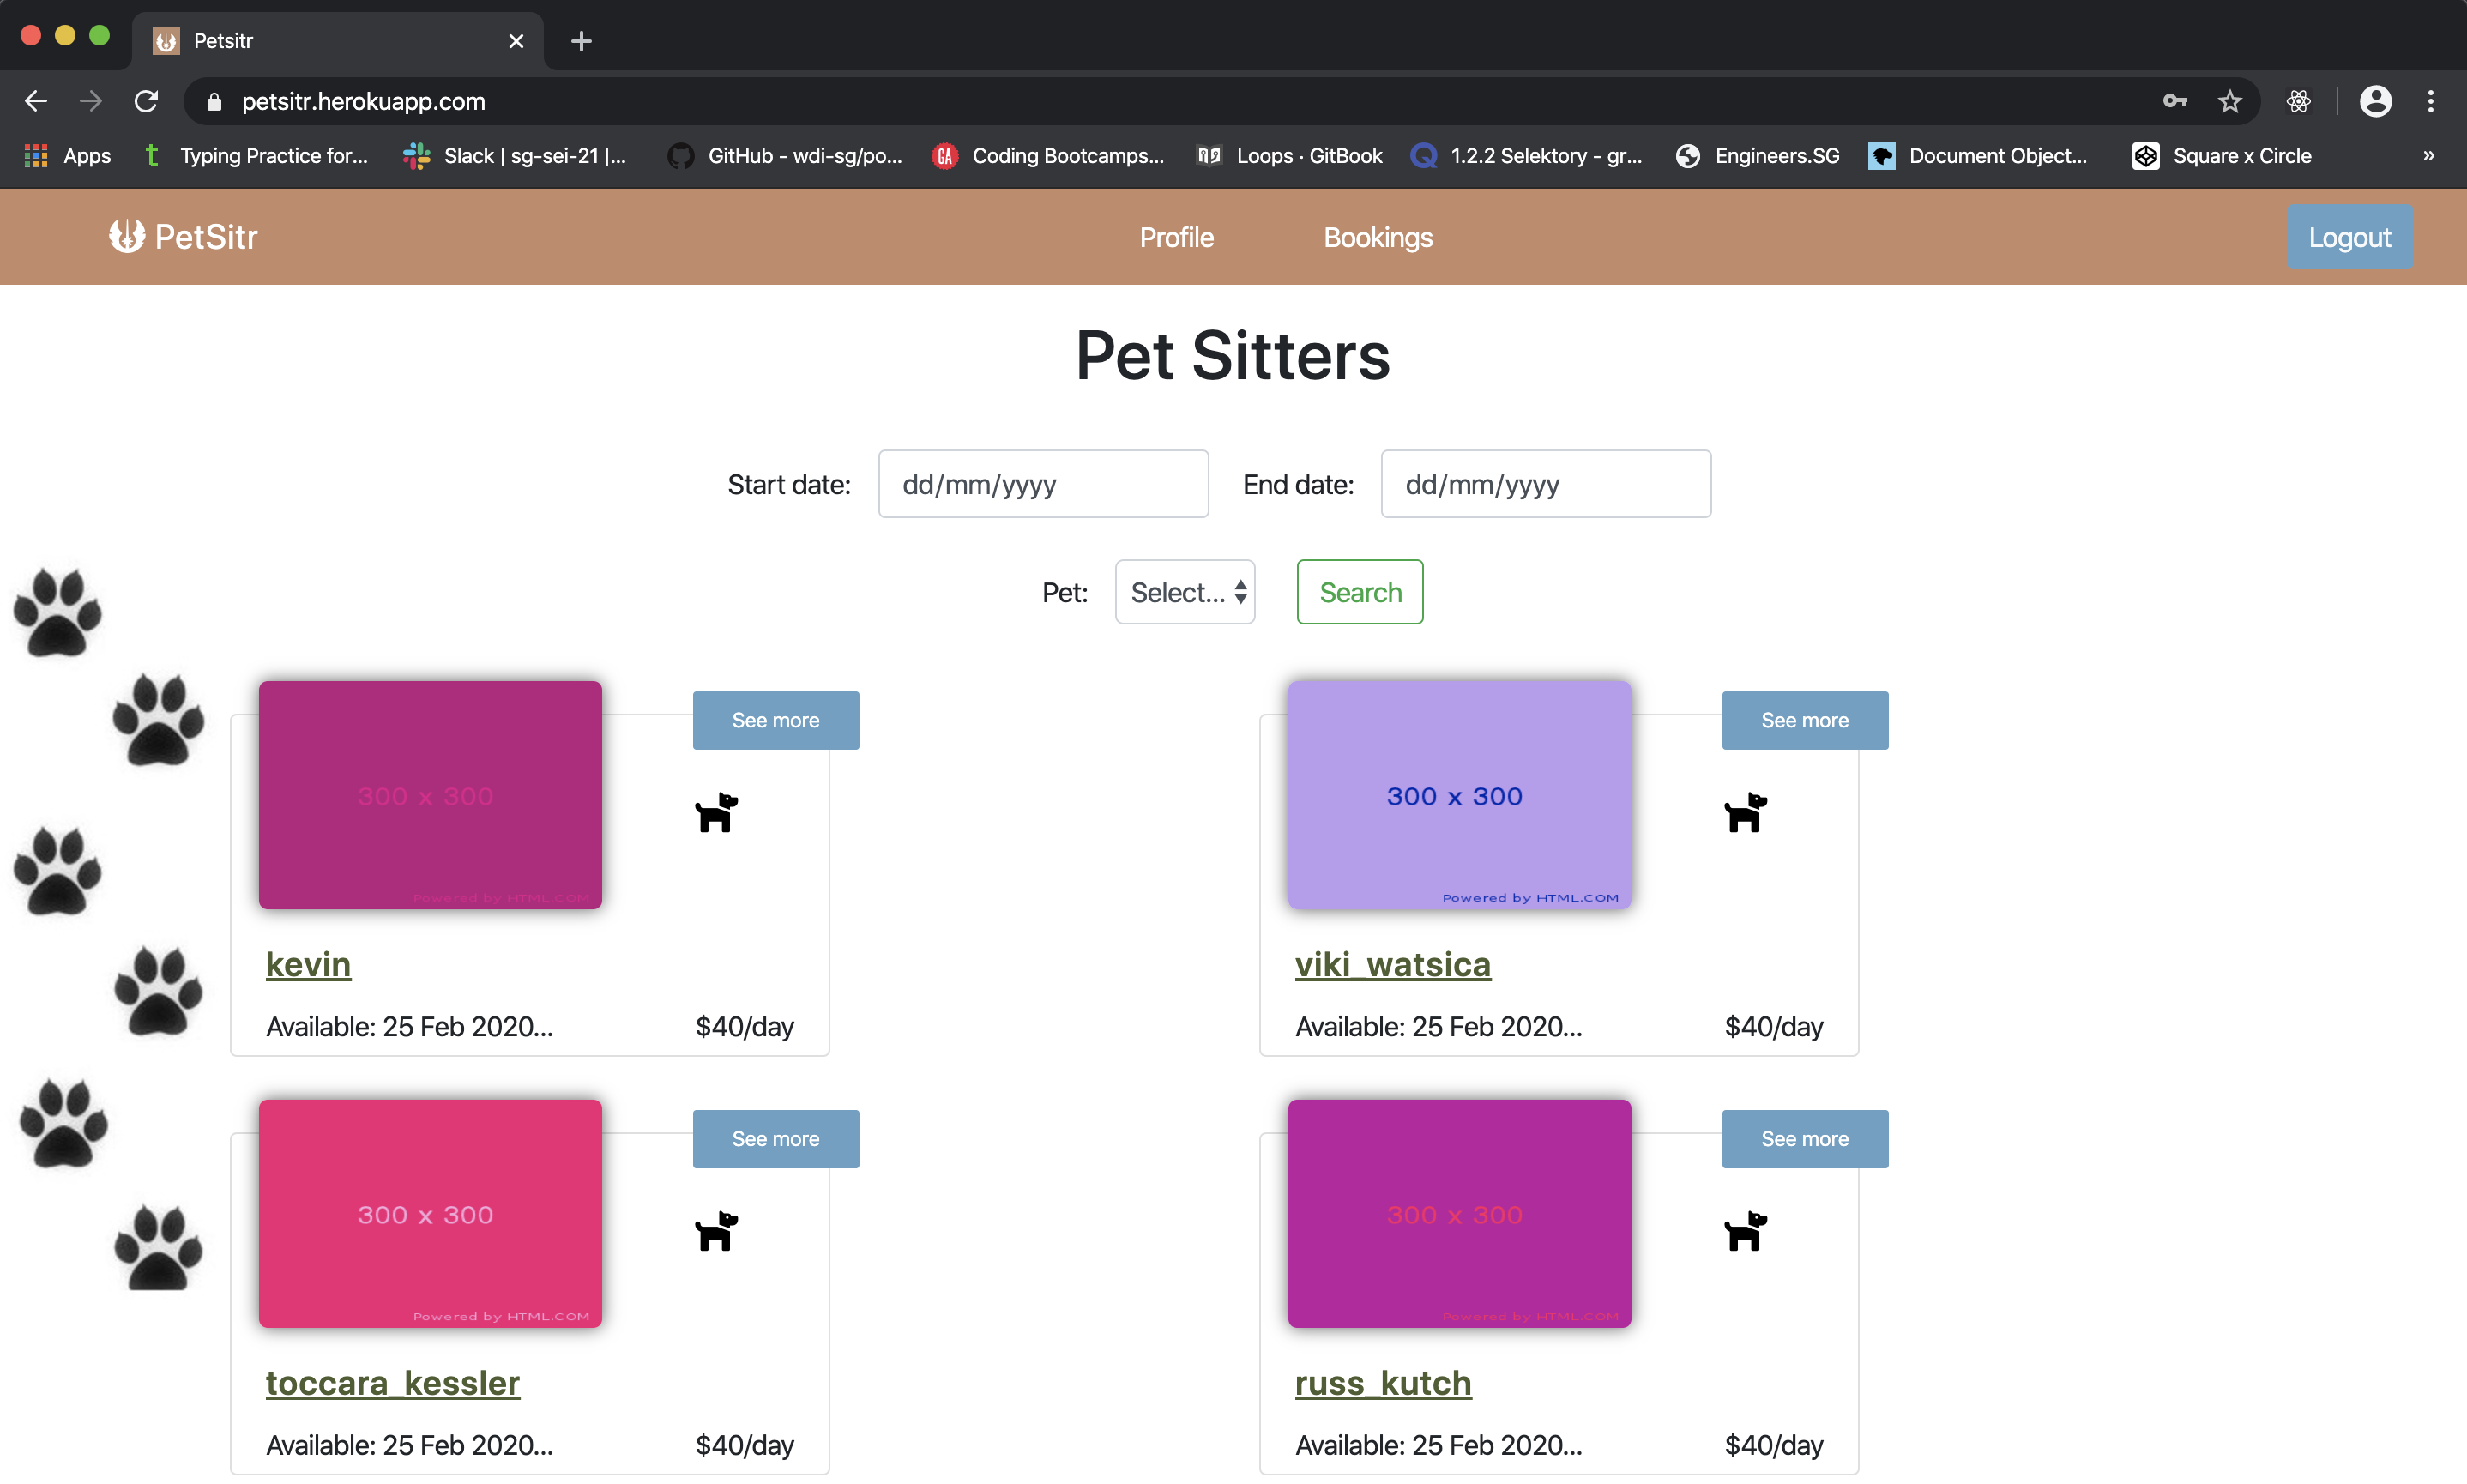 Petsitr
petsitr.herokuapp.com
Apps
t Typing Practice for...
Slack | sg-sei-21 |...
GitHub - wdi-sg/po...
GA Coding Bootcamps...
Loops · GitBook
1.2.2 Selektory - gr...
Engineers.SG
Document Object...
Square x Circle
»
PetSitr
Profile
Bookings
Logout
Pet Sitters
Start date: dd/mm/yyyy End date: dd/mm/yyyy
Pet: Select... Search
300 x 300
Powered by HTML.COM
See more
kevin
Available: 25 Feb 2020... $40/day
300 x 300
Powered by HTML.COM
See more
viki_watsica
Available: 25 Feb 2020... $40/day
300 x 300
Powered by HTML.COM
See more
toccara_kessler
Available: 25 Feb 2020... $40/day
300 x 300
Powered by HTML.COM
See more
russ_kutch
Available: 25 Feb 2020... $40/day